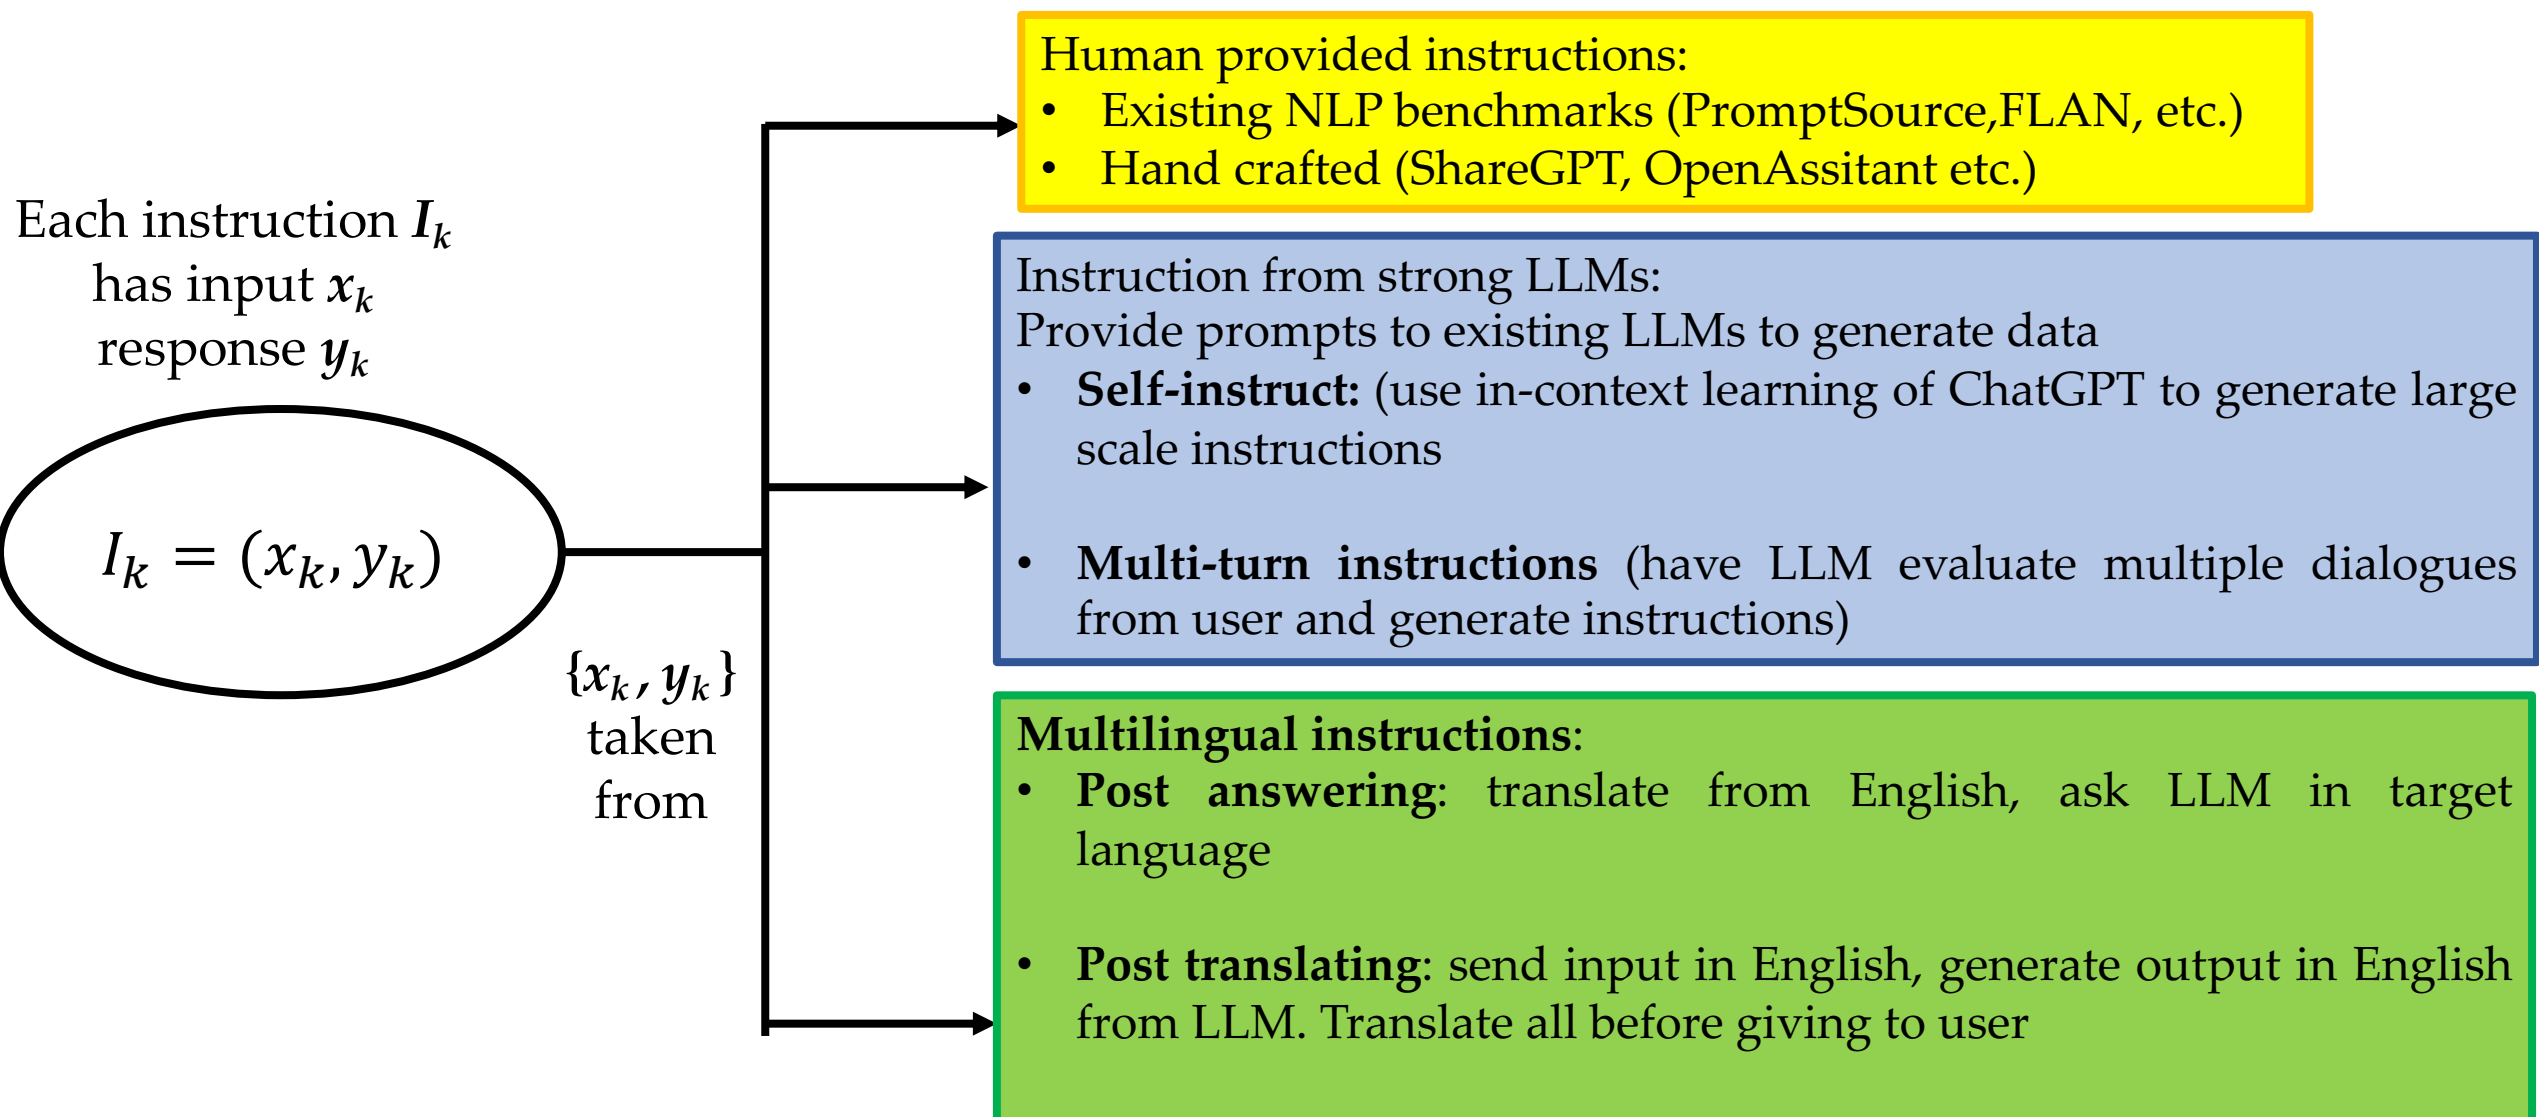 Each instruction I_k
has input x_k
response y_k
I_k = (x_k, y_k)
{x_k, y_k}
taken
from
Human provided instructions:
• Existing NLP benchmarks (PromptSource,FLAN, etc.)
• Hand crafted (ShareGPT, OpenAssitant etc.)
Instruction from strong LLMs:
Provide prompts to existing LLMs to generate data
• Self-instruct: (use in-context learning of ChatGPT to generate large
scale instructions
• Multi-turn instructions (have LLM evaluate multiple dialogues
from user and generate instructions)
Multilingual instructions:
• Post answering: translate from English, ask LLM in target
language
• Post translating: send input in English, generate output in English
from LLM. Translate all before giving to user